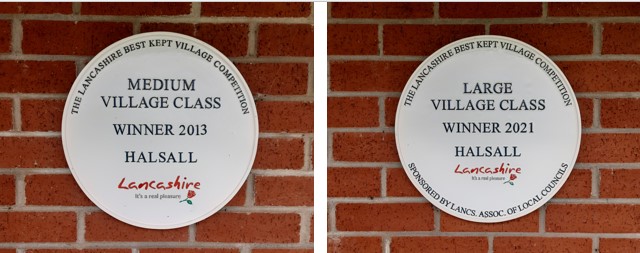 THE LANCASHIRE BEST KEPT VILLAGE COMPETITION
MEDIUM
VILLAGE CLASS
WINNER 2013
HALSALL
Lancashire
It's a real pleasure
THE LANCASHIRE BEST KEPT VILLAGE COMPETITION
LARGE
VILLAGE CLASS
WINNER 2021
HALSALL
Lancashire
It's a real pleasure
SPONSORED BY LANCS. ASSOC. OF LOCAL COUNCILS